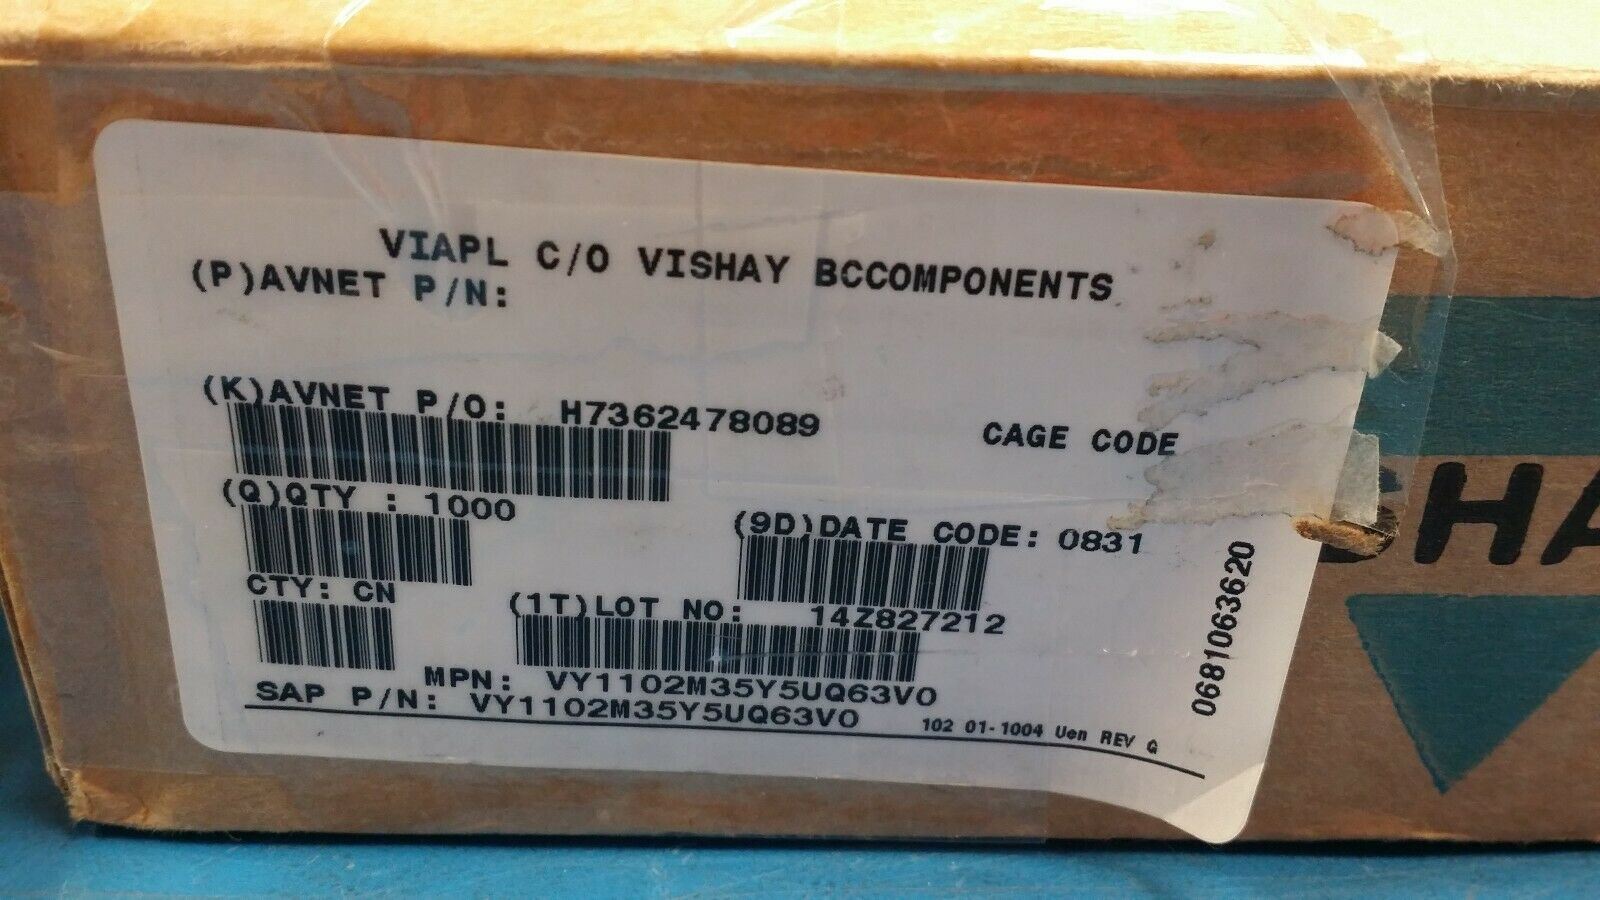 VIAPL C/O VISHAY BCCOMPONENTS
(P)AVNET P/N:
(K)AVNET P/O: H7362478089
CAGE CODE
(Q)QTY : 1000
(9D)DATE CODE: 0831
CTY: CN
(1T)LOT NO: 14Z827212
MPN: VY1102M35Y5UQ63V0
SAP P/N: VY1102M35Y5UQ63V0
102 01-1004 Uen REV G
0681063620
SHA